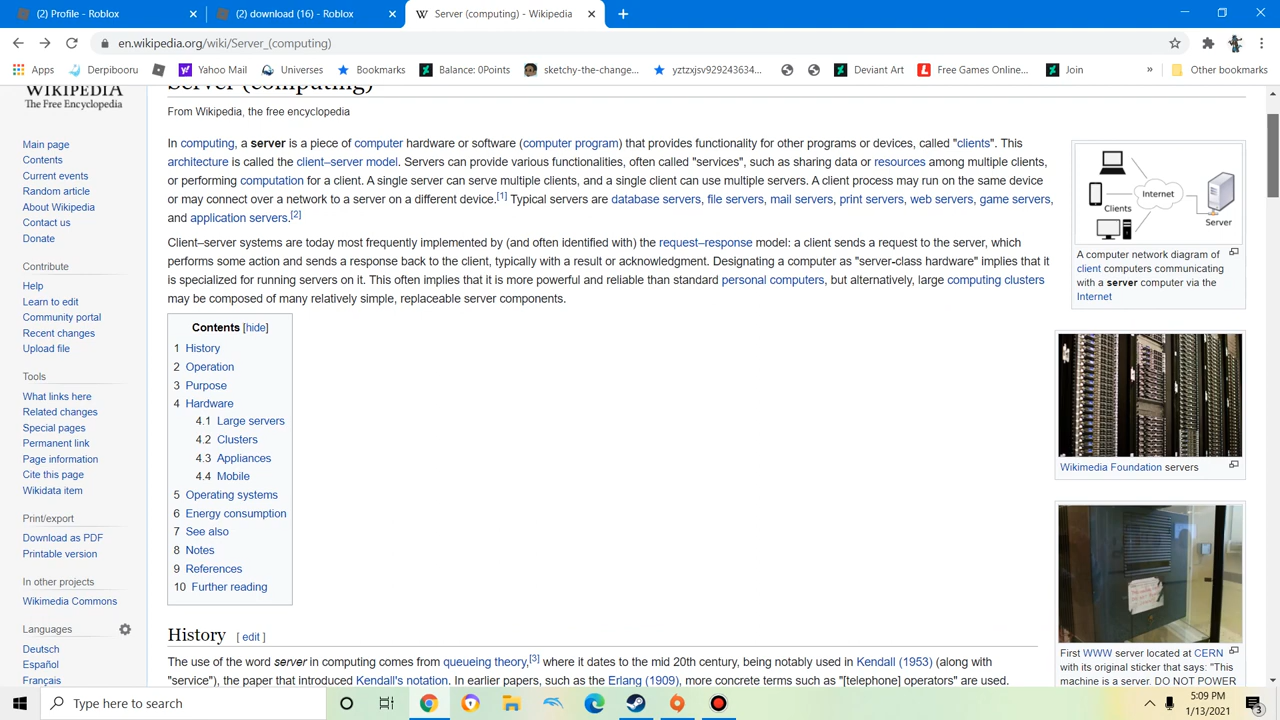 (2) Profile - Roblox
(2) download (16) - Roblox
Server (computing) - Wikipedia
en.wikipedia.org/wiki/Server_(computing)
Apps
Derpibooru
Yahoo Mail
Universes
Bookmarks
Balance: 0Points
sketchy-the-change...
yztzxjsv929243634...
Deviant Art
Free Games Online...
Join
»
Other bookmarks
WIKIPEDIA
The Free Encyclopedia
Main page
Contents
Current events
Random article
About Wikipedia
Contact us
Donate
Contribute
Help
Learn to edit
Community portal
Recent changes
Upload file
Tools
What links here
Related changes
Special pages
Permanent link
Page information
Cite this page
Wikidata item
Print/export
Download as PDF
Printable version
In other projects
Wikimedia Commons
Languages
Deutsch
Español
Français
Server (computing)
From Wikipedia, the free encyclopedia
In computing, a server is a piece of computer hardware or software (computer program) that provides functionality for other programs or devices, called "clients". This
architecture is called the client–server model. Servers can provide various functionalities, often called "services", such as sharing data or resources among multiple clients,
or performing computation for a client. A single server can serve multiple clients, and a single client can use multiple servers. A client process may run on the same device
or may connect over a network to a server on a different device.[1] Typical servers are database servers, file servers, mail servers, print servers, web servers, game servers,
and application servers.[2]
Client–server systems are today most frequently implemented by (and often identified with) the request–response model: a client sends a request to the server, which
performs some action and sends a response back to the client, typically with a result or acknowledgment. Designating a computer as "server-class hardware" implies that it
is specialized for running servers on it. This often implies that it is more powerful and reliable than standard personal computers, but alternatively, large computing clusters
may be composed of many relatively simple, replaceable server components.
Contents [hide]
1 History
2 Operation
3 Purpose
4 Hardware
4.1 Large servers
4.2 Clusters
4.3 Appliances
4.4 Mobile
5 Operating systems
6 Energy consumption
7 See also
8 Notes
9 References
10 Further reading
History [ edit ]
The use of the word server in computing comes from queueing theory,[3] where it dates to the mid 20th century, being notably used in Kendall (1953) (along with
"service"), the paper that introduced Kendall's notation. In earlier papers, such as the Erlang (1909), more concrete terms such as "[telephone] operators" are used.
Internet
Clients
Server
A computer network diagram of
client computers communicating
with a server computer via the
Internet
Wikimedia Foundation servers
First WWW server located at CERN
with its original sticker that says: "This
machine is a server. DO NOT POWER
Type here to search
5:09 PM
1/13/2021
3